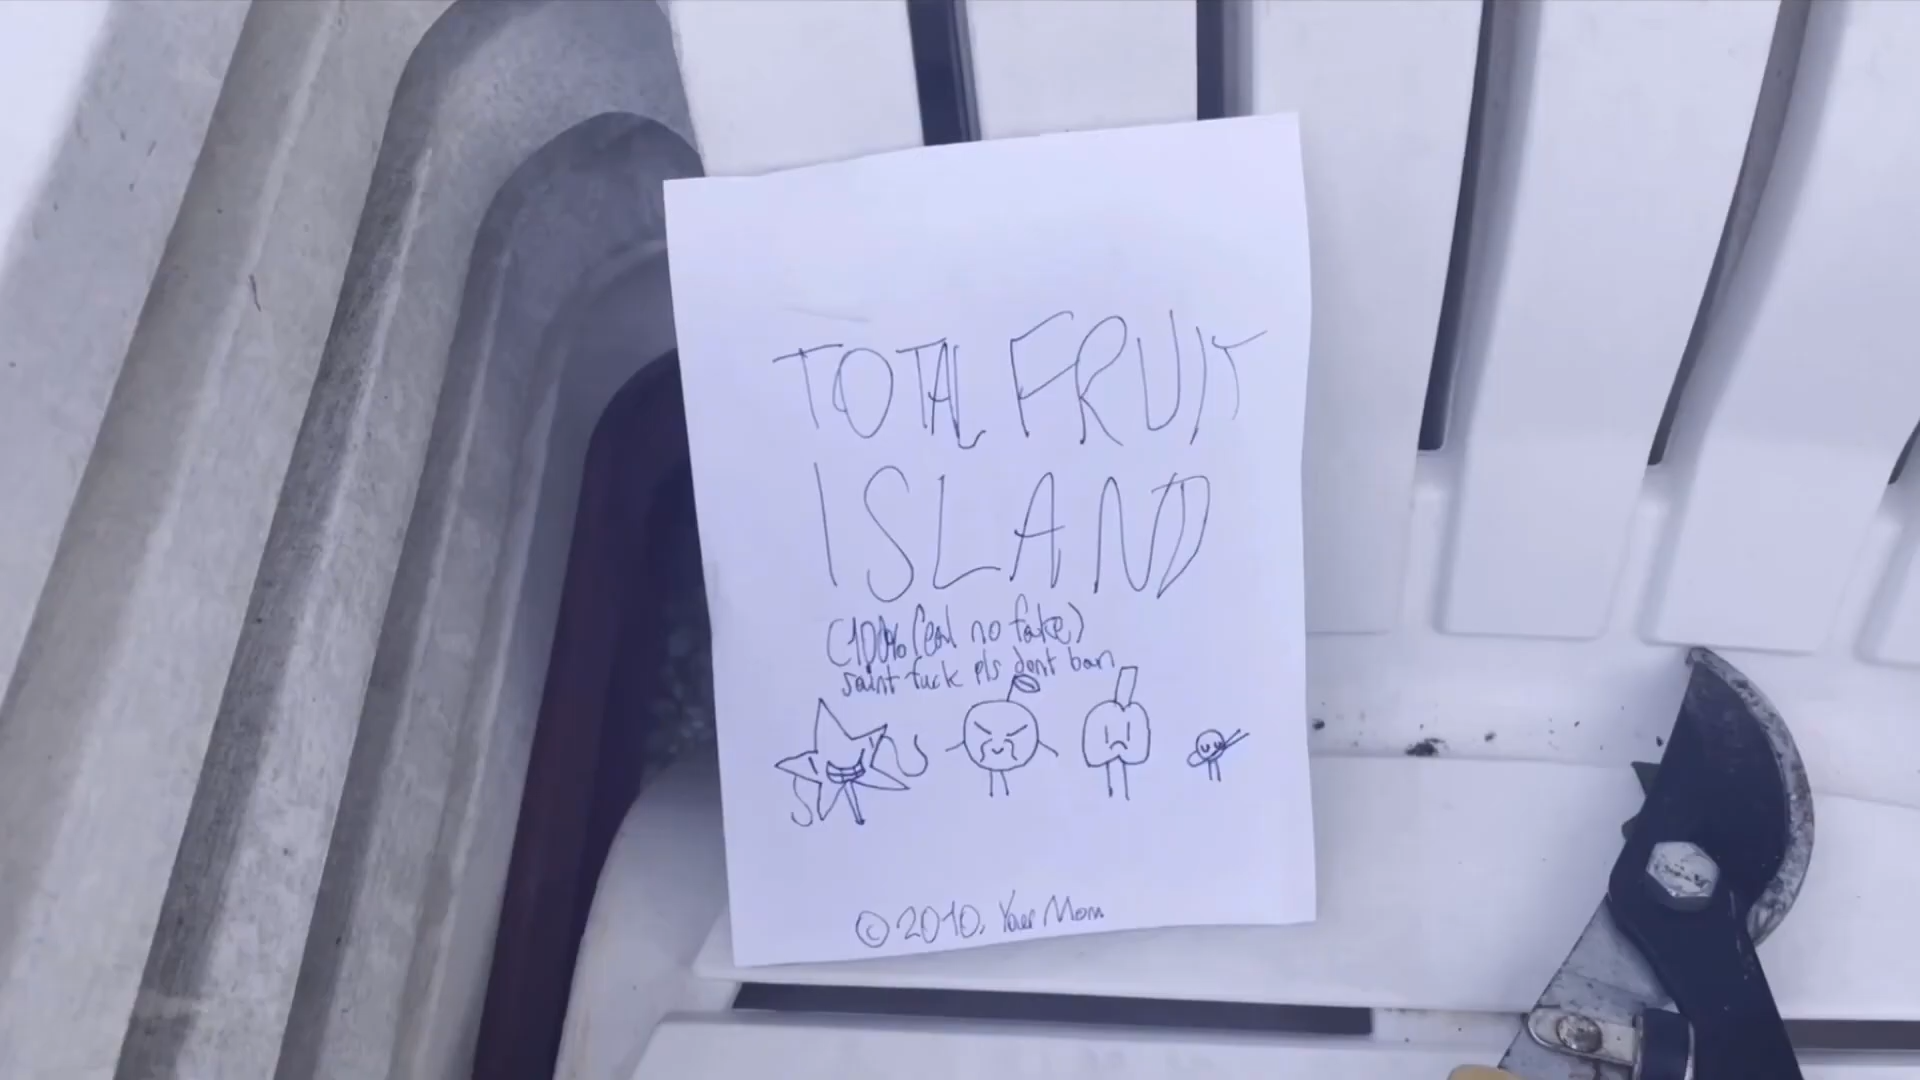 TOTAL FRUIT
ISLAND
(100% real no fake)
saint fuck pls dont ban
© 2010, Your Mom